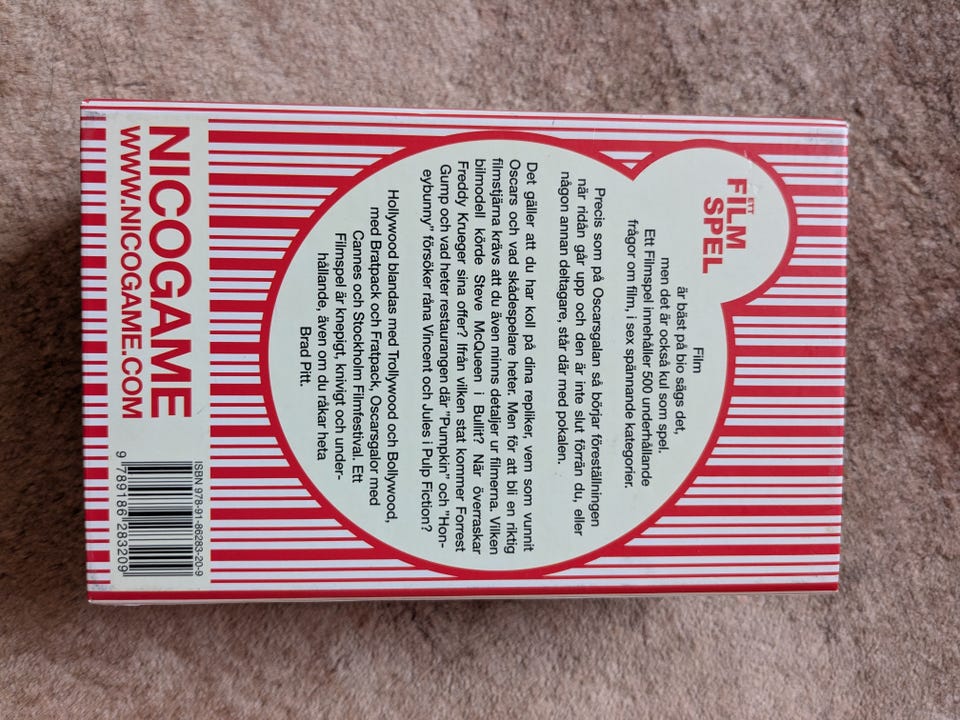 ETT
FILM
SPEL
Film
är bäst på bio sägs det,
men det är också kul som spel.
Ett Filmspel innehåller 500 underhållande
frågor om film, i sex spännande kategorier.
Precis som på Oscarsgalan så börjar föreställningen
när ridån går upp och den är inte slut förrän du, eller
någon annan deltagare, står där med pokalen.
Det gäller att du har koll på dina repliker, vem som vunnit
Oscars och vad skådespelare heter. Men för att bli en riktig
filmstjärna krävs att du även minns detaljer ur filmerna. Vilken
bilmodell körde Steve McQueen i Bullit? När överraskar
Freddy Krueger sina offer? Ifrån vilken stat kommer Forrest
Gump och vad heter restaurangen där "Pumpkin" och "Hon-
eybunny" försöker råna Vincent och Jules i Pulp Fiction?
Hollywood blandas med Trollywood och Bollywood,
med Bratpack och Fratpack, Oscarsgalor med
Cannes och Stockholm Filmfestival. Ett
Filmspel är knepigt, knivigt och under-
hållande, även om du råkar heta
Brad Pitt.
NICOGAME
WWW.NICOGAME.COM
ISBN 978-91-86283-20-9
9 789186 283209